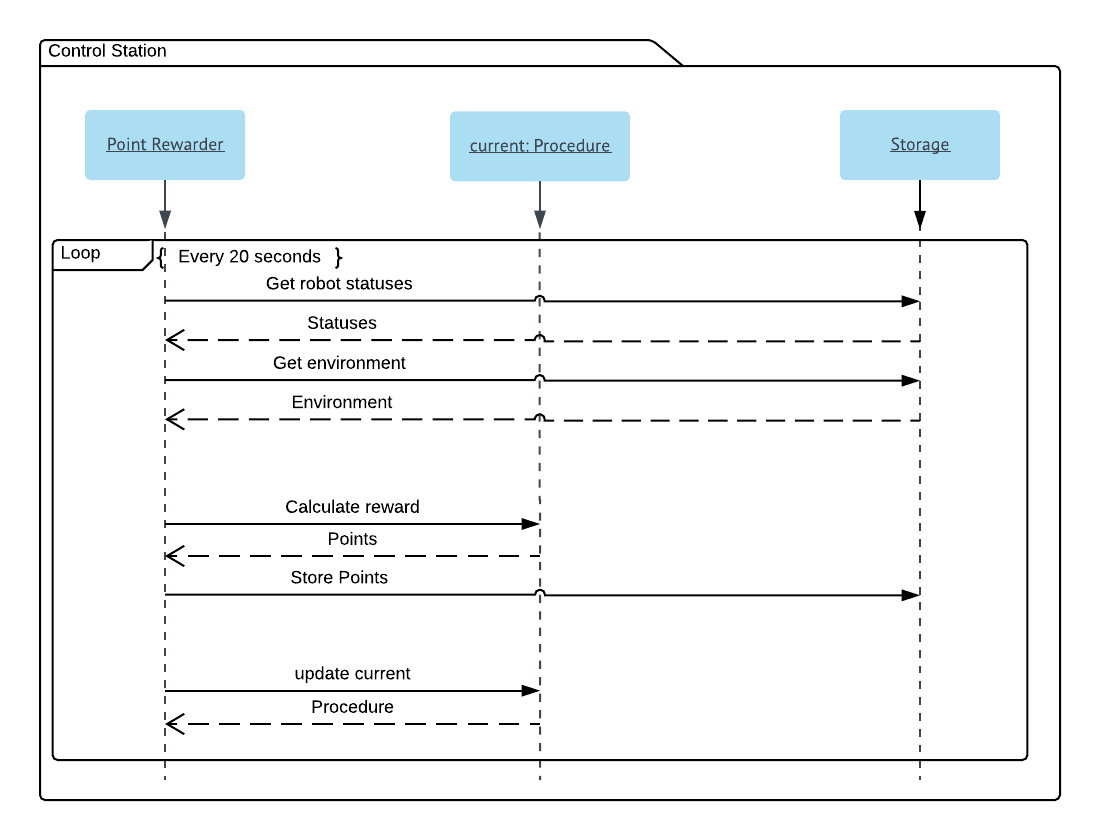 Control Station
Point Rewarder
current: Procedure
Storage
Loop
{ Every 20 seconds }
Get robot statuses
Statuses
Get environment
Environment
Calculate reward
Points
Store Points
update current
Procedure